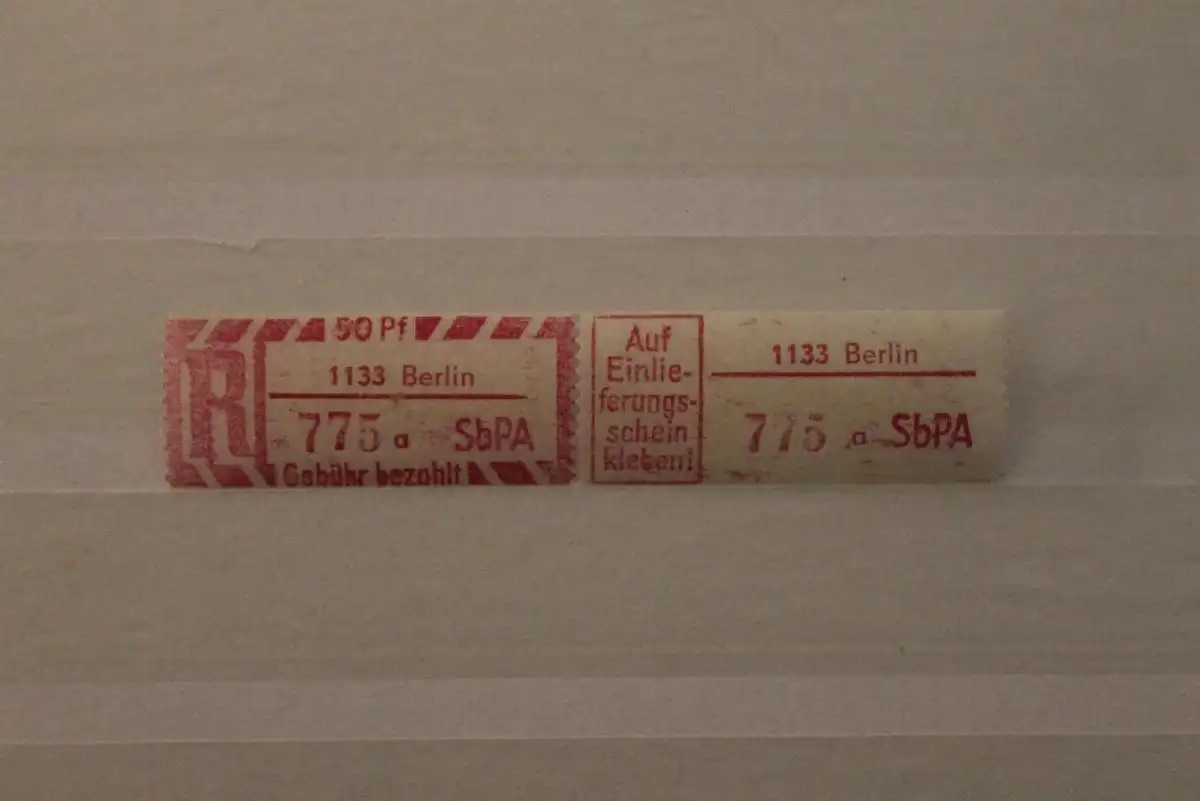 50 Pf
R
1133 Berlin
775 a SbPA
Gebühr bezahlt
Auf
Einlie-
ferungs-
schein
kleben!
1133 Berlin
775 a SbPA